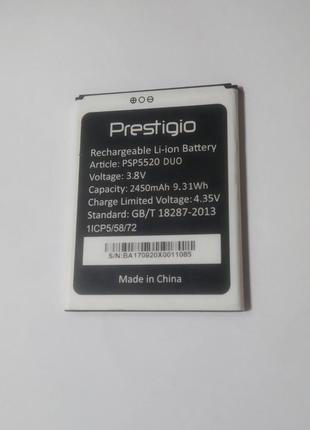 Prestigio
Rechargeable Li-ion Battery
Article: PSP5520 DUO
Voltage: 3.8V
Capacity: 2450mAh 9.31Wh
Charge Limited Voltage: 4.35V
Standard: GB/T 18287-2013
1ICP5/58/72
S/N:BA170920X0011085
Made in China